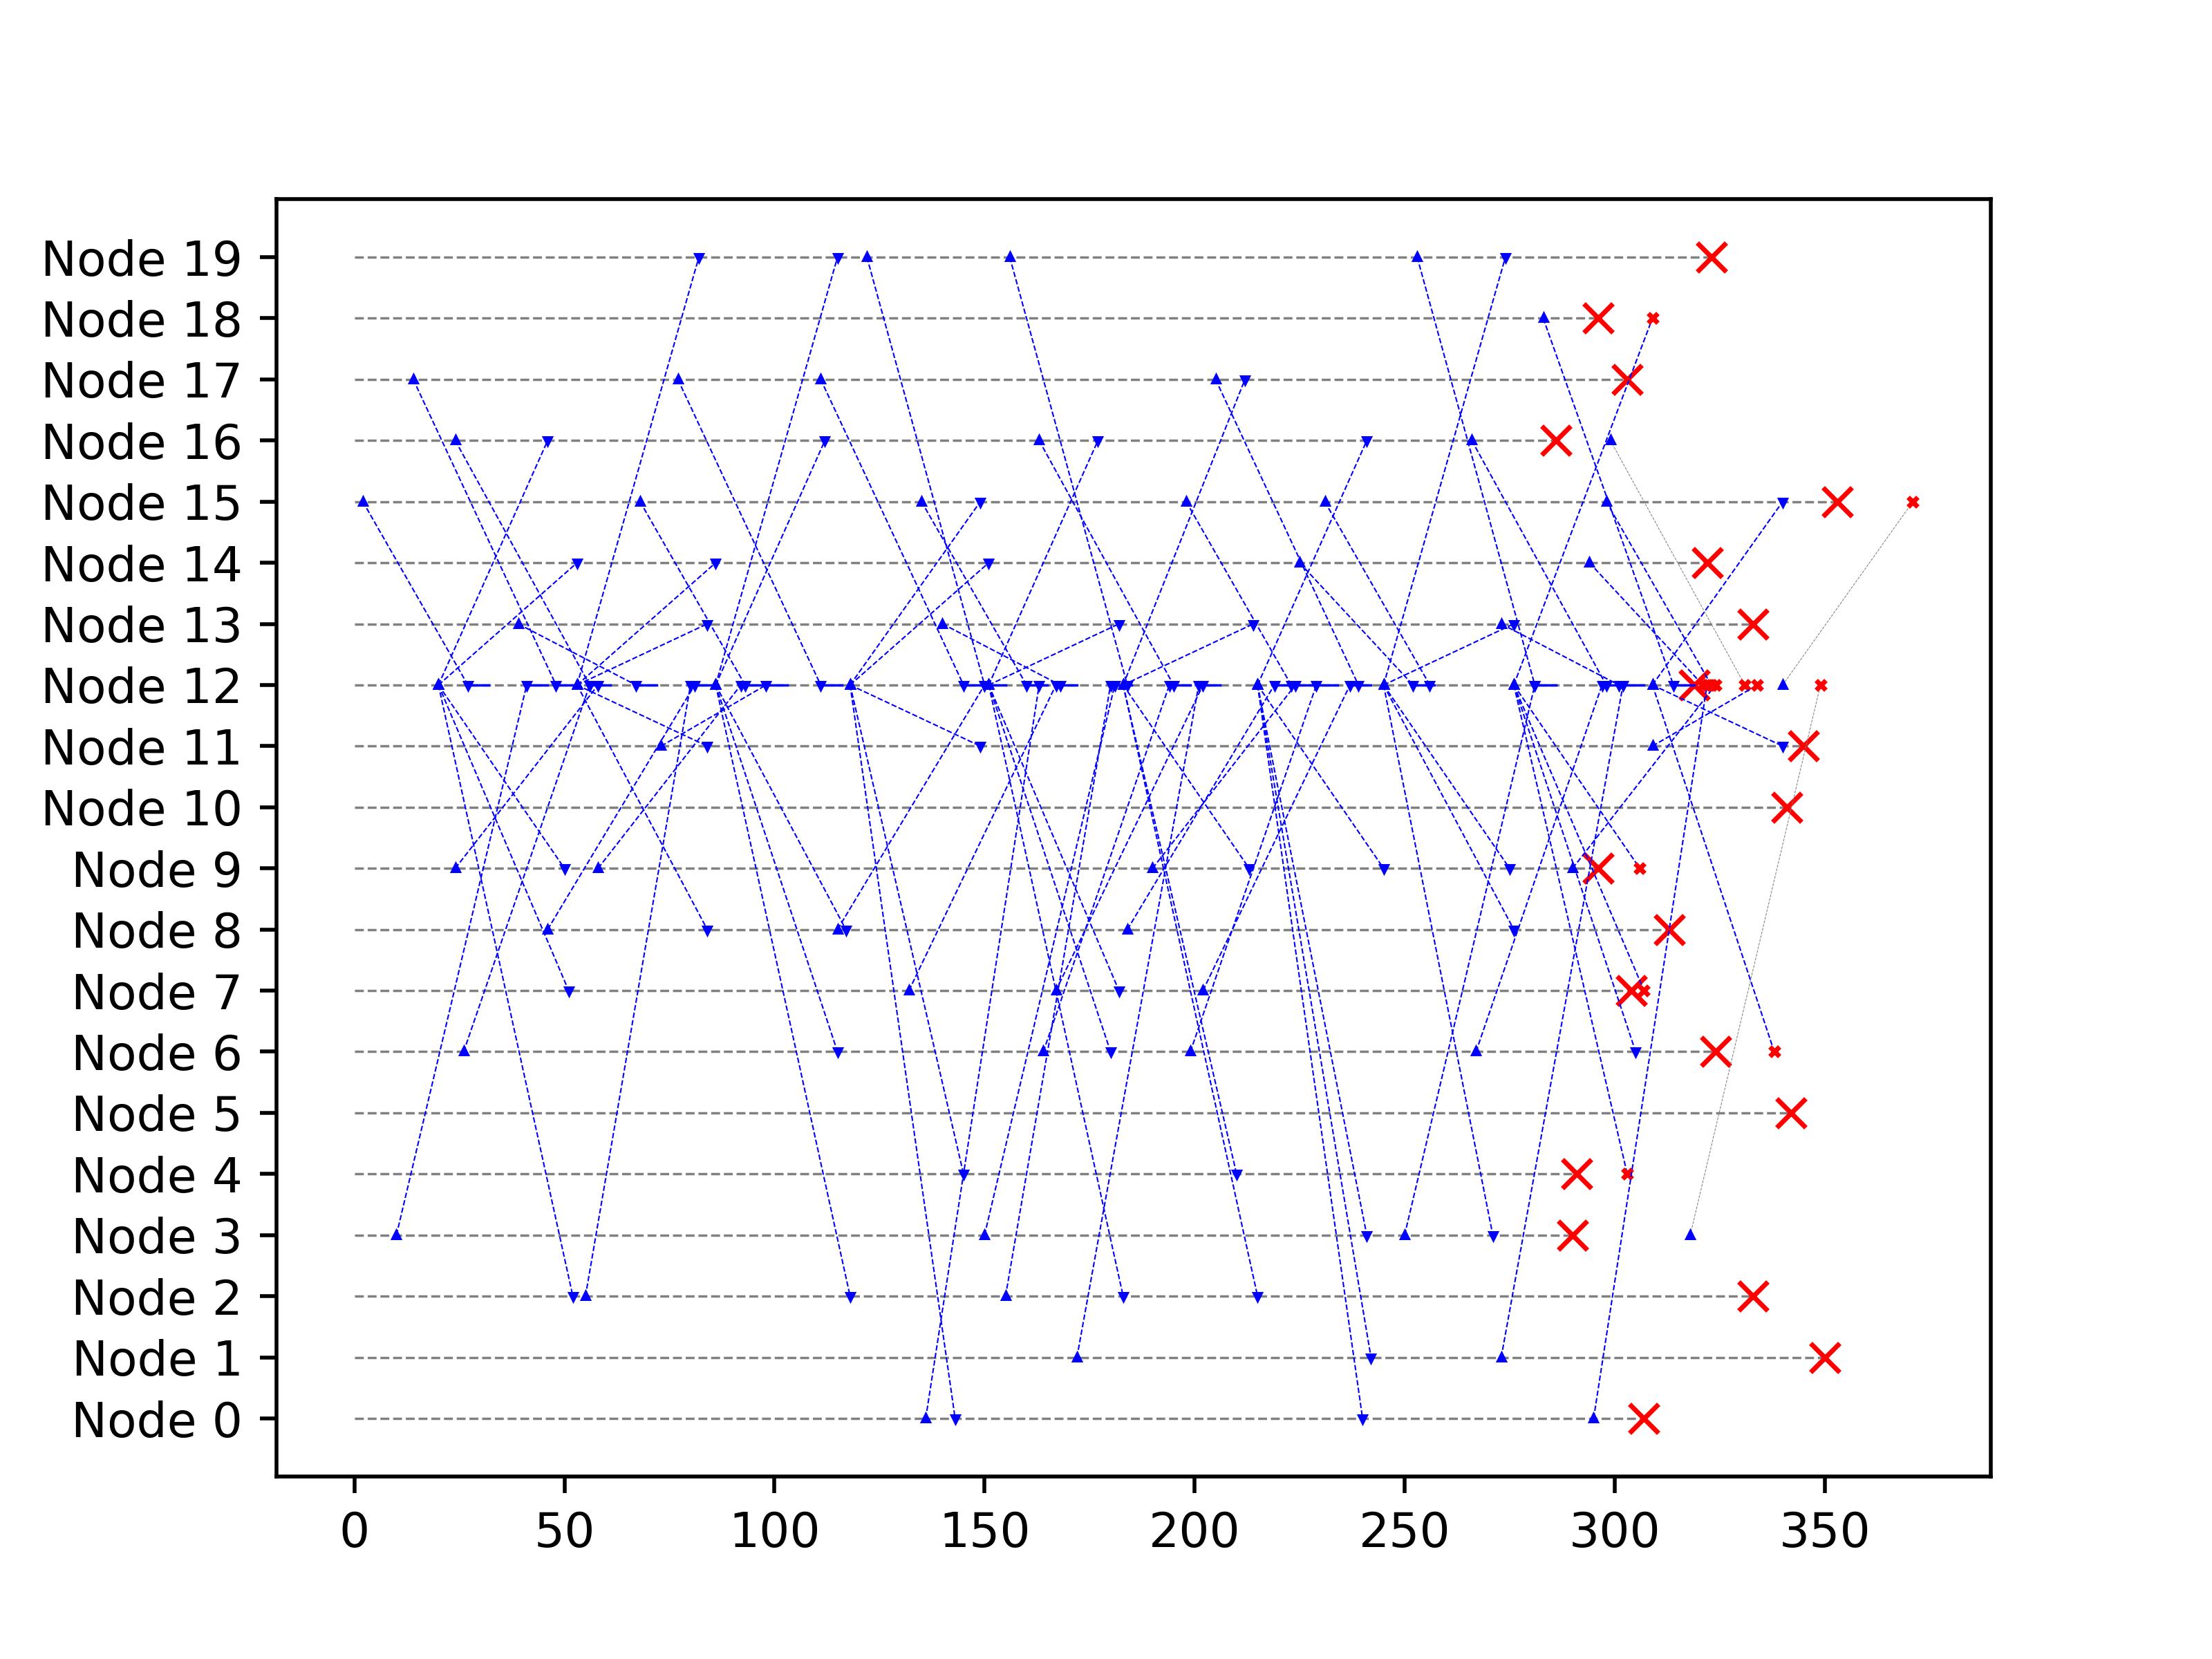 Node 19
Node 18
Node 17
Node 16
Node 15
Node 14
Node 13
Node 12
Node 11
Node 10
Node 9
Node 8
Node 7
Node 6
Node 5
Node 4
Node 3
Node 2
Node 1
Node 0
0 50 100 150 200 250 300 350